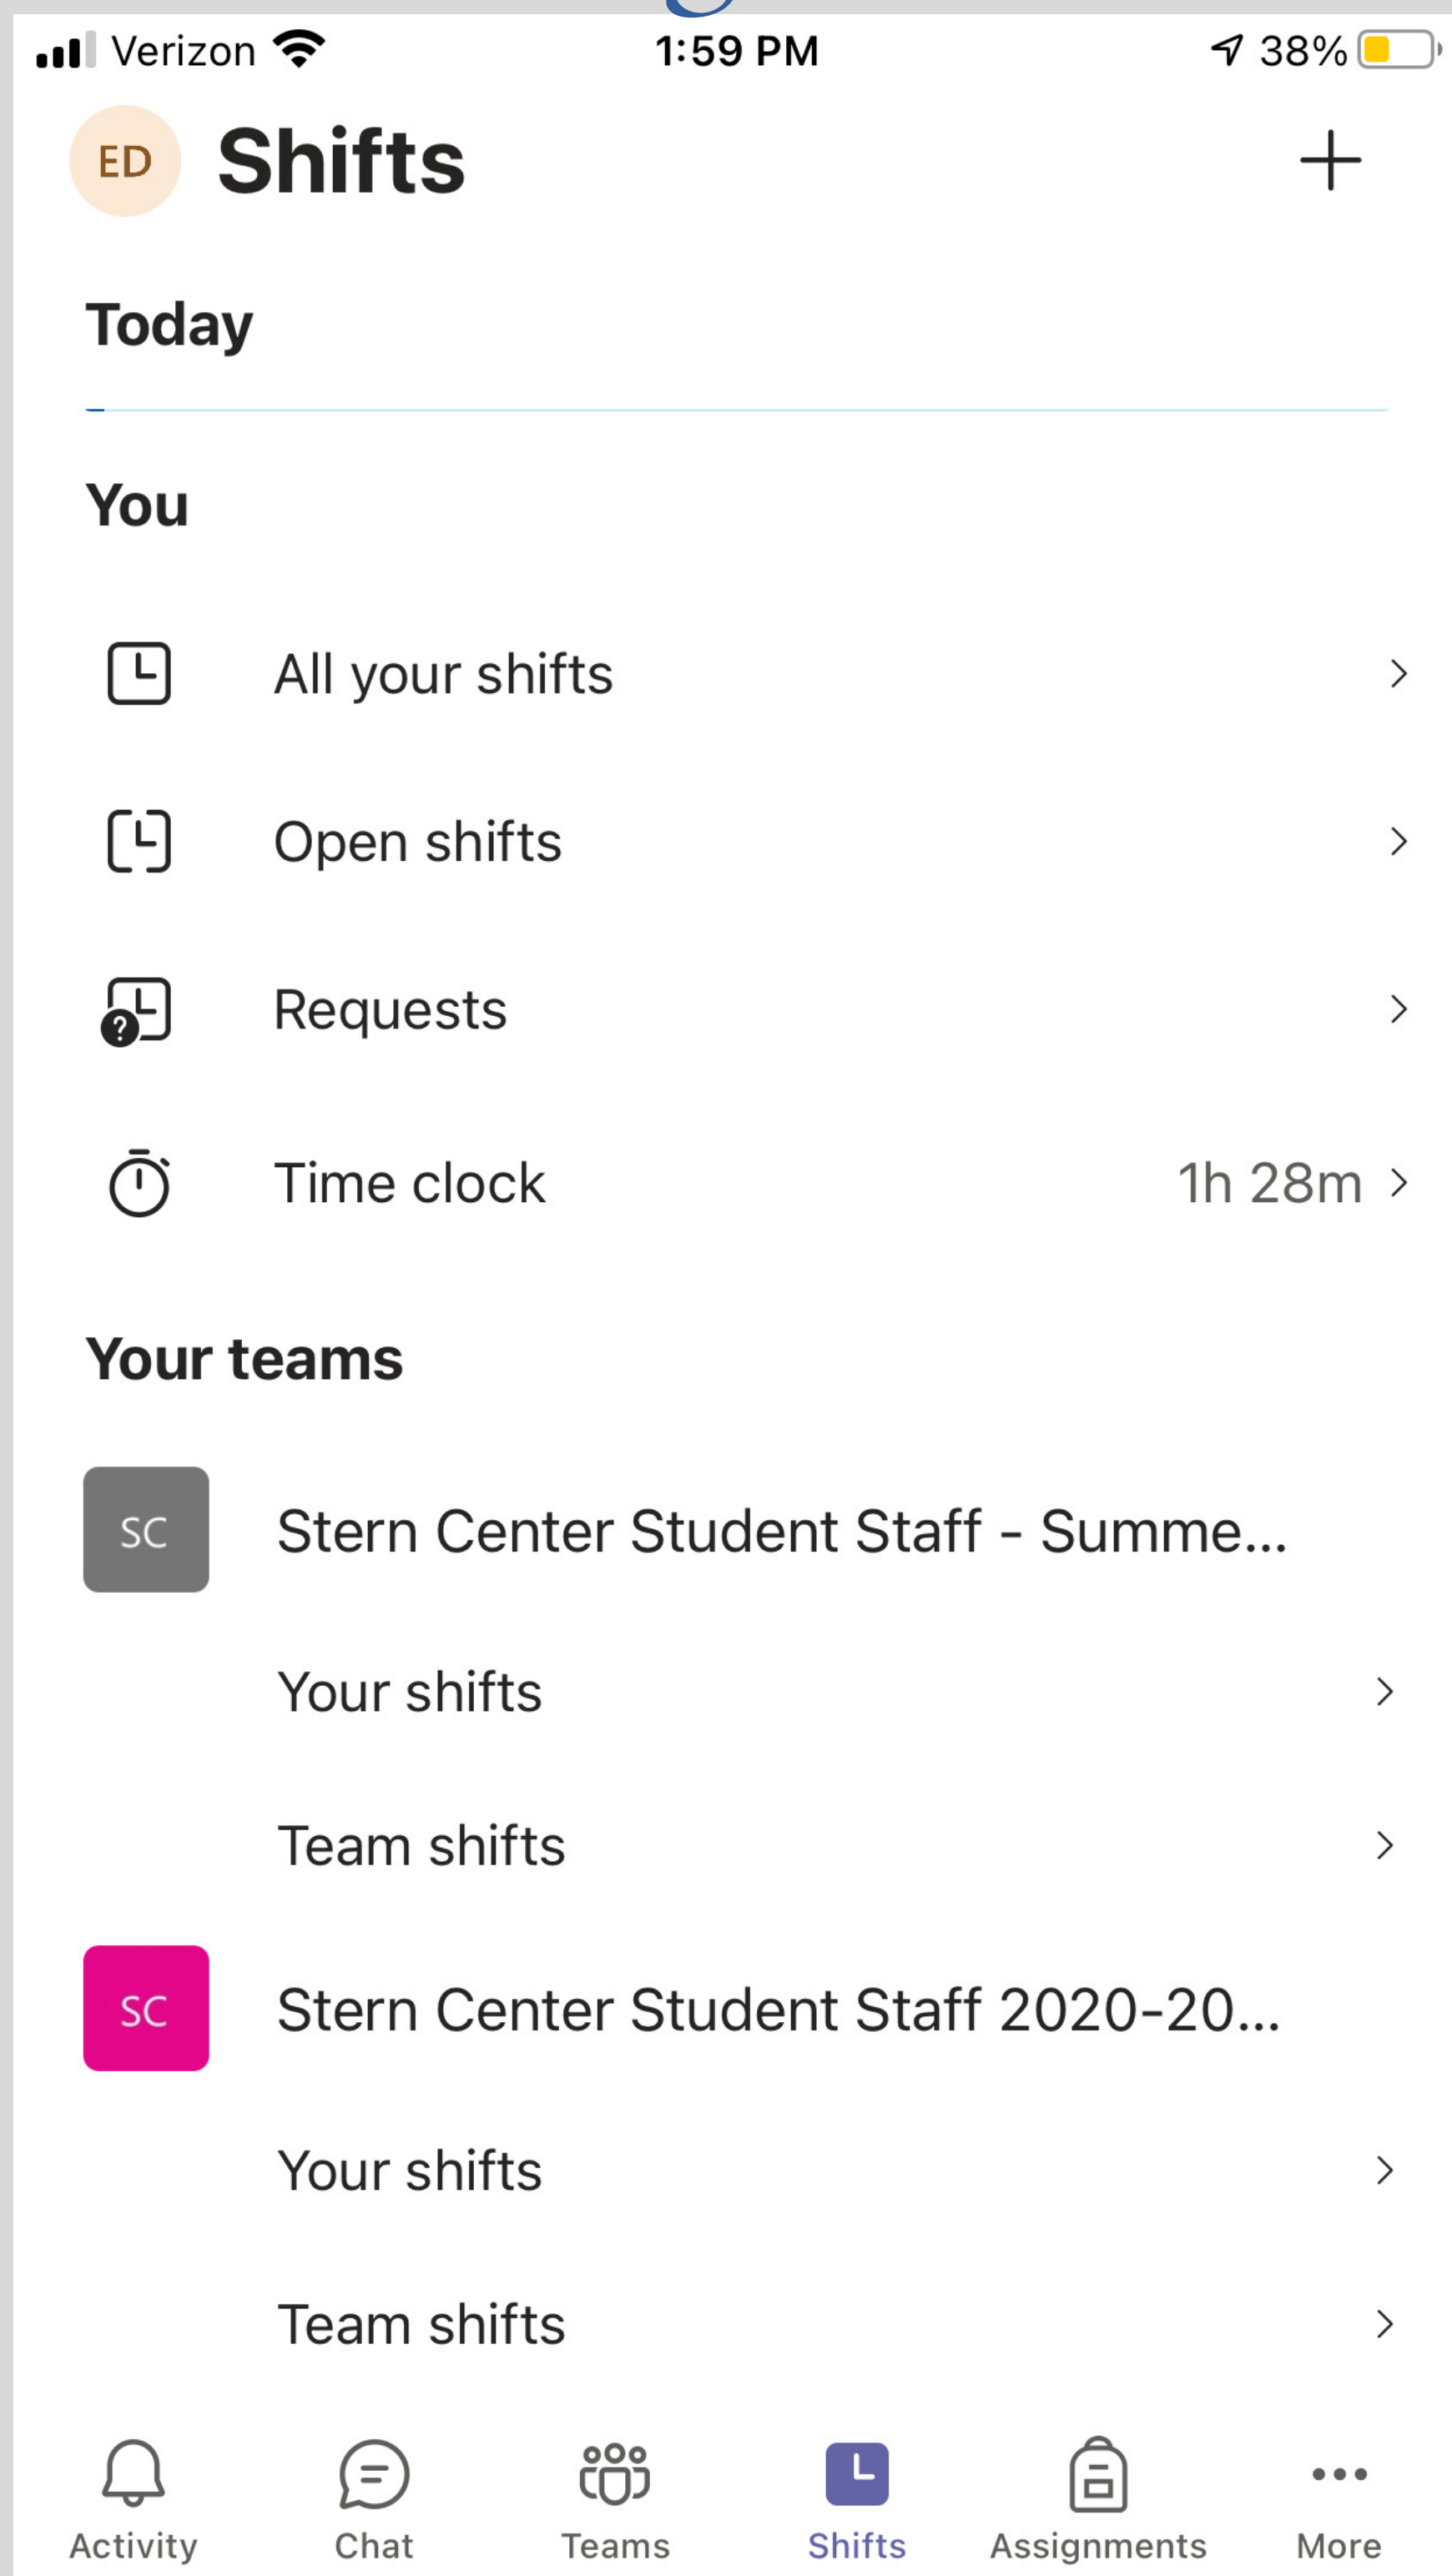 Verizon 1:59 PM 38%
ED Shifts
Today
You
All your shifts
Open shifts
Requests
Time clock 1h 28m
Your teams
SC Stern Center Student Staff - Summe...
Your shifts
Team shifts
SC Stern Center Student Staff 2020-20...
Your shifts
Team shifts
Activity Chat Teams Shifts Assignments More